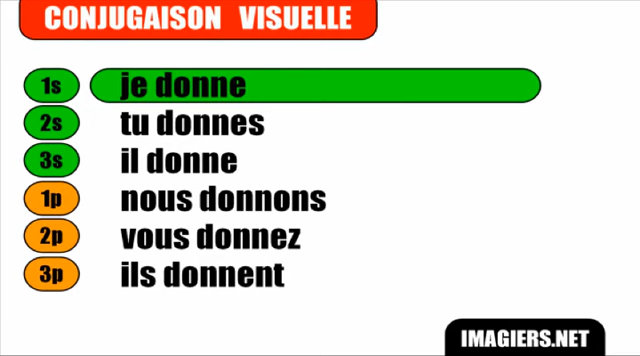 CONJUGAISON VISUELLE
1s je donne
2s tu donnes
3s il donne
1p nous donnons
2p vous donnez
3p ils donnent
IMAGIERS.NET